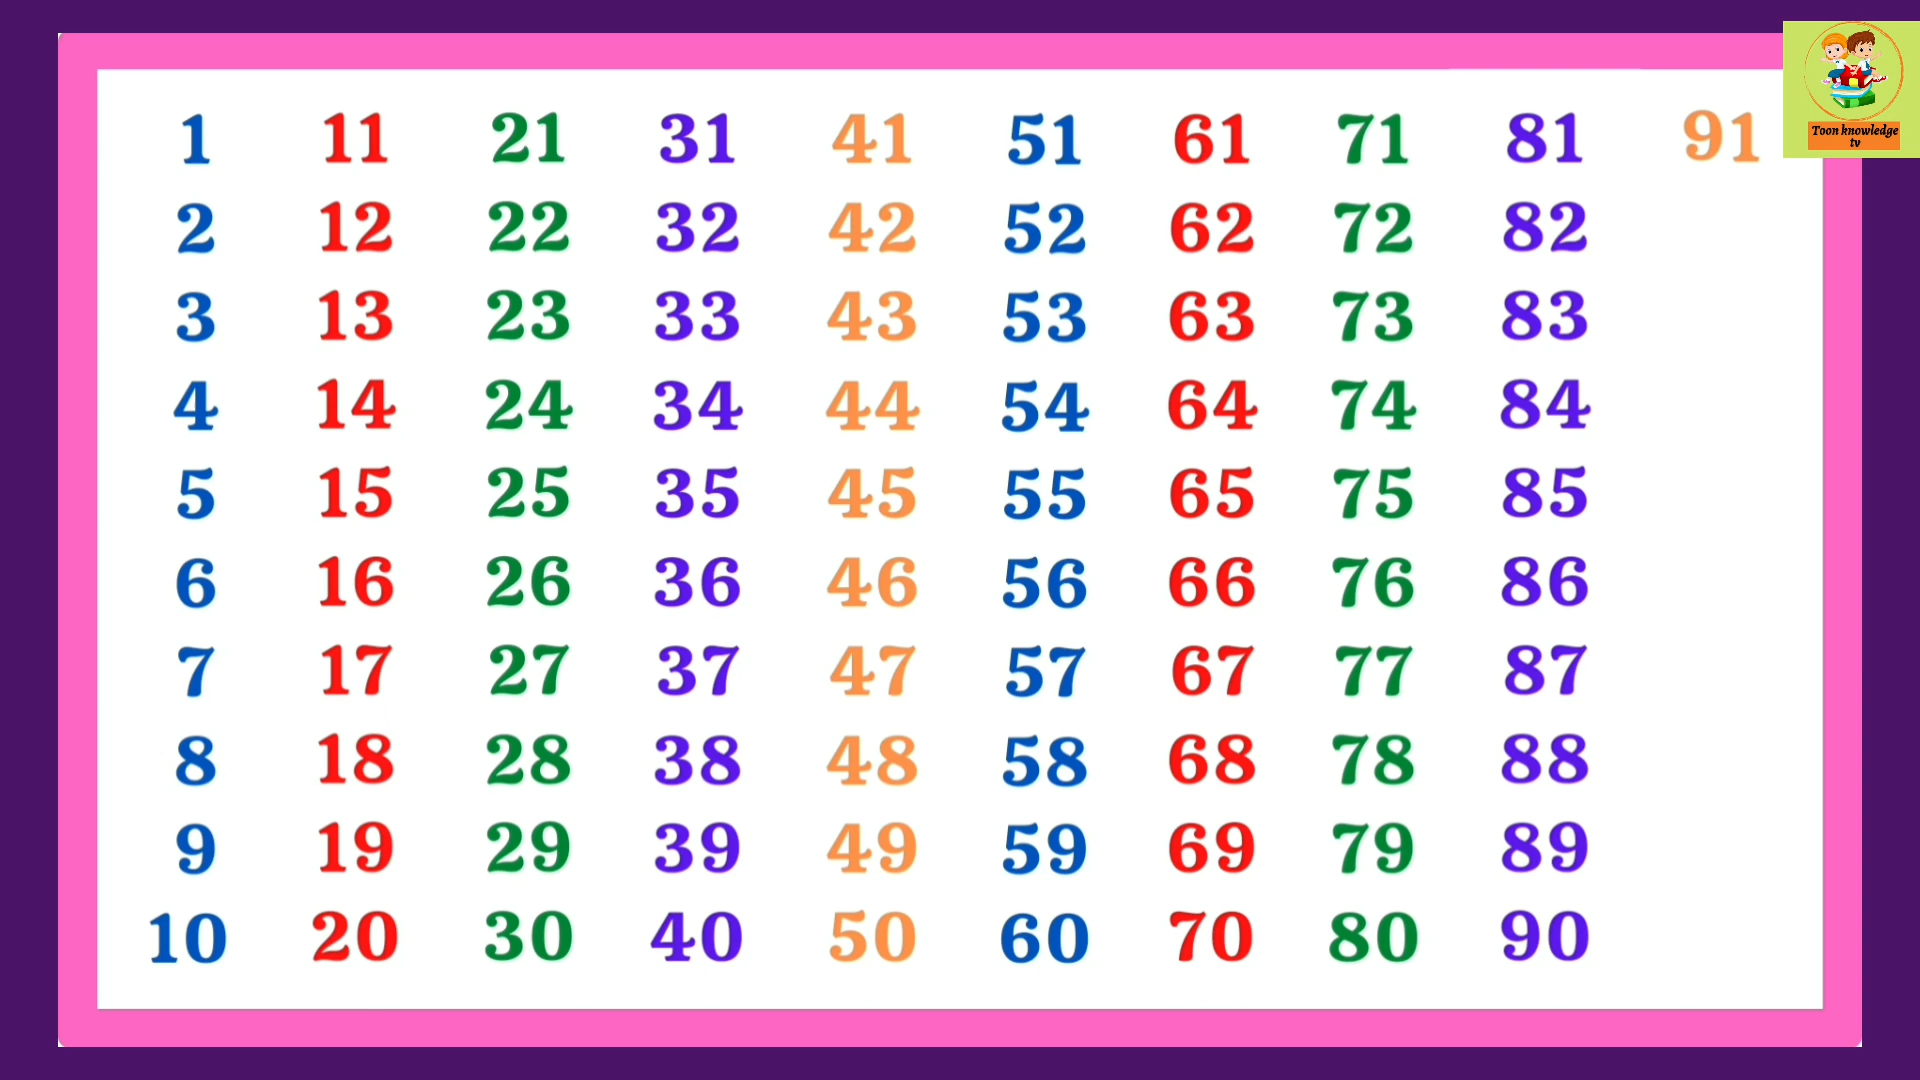 1 11 21 31 41 51 61 71 81 91
2 12 22 32 42 52 62 72 82
3 13 23 33 43 53 63 73 83
4 14 24 34 44 54 64 74 84
5 15 25 35 45 55 65 75 85
6 16 26 36 46 56 66 76 86
7 17 27 37 47 57 67 77 87
8 18 28 38 48 58 68 78 88
9 19 29 39 49 59 69 79 89
10 20 30 40 50 60 70 80 90
Toon knowledge
tv